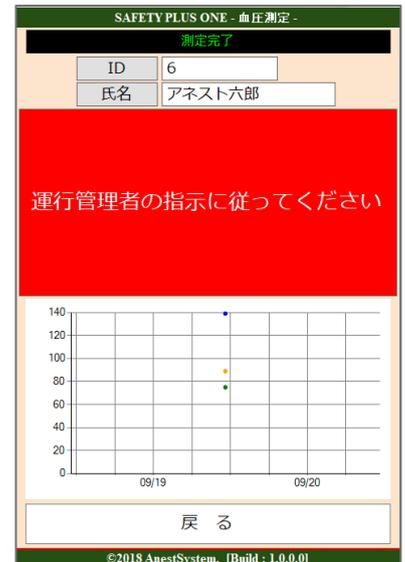 SAFETY PLUS ONE - 血圧測定 -
測定完了
ID 6
氏名 アネスト六郎
運行管理者の指示に従ってください
140
120
100
80
60
40
20
0
09/19 09/20
戻 る
©2018 AnestSystem. [Build : 1.0.0.0]